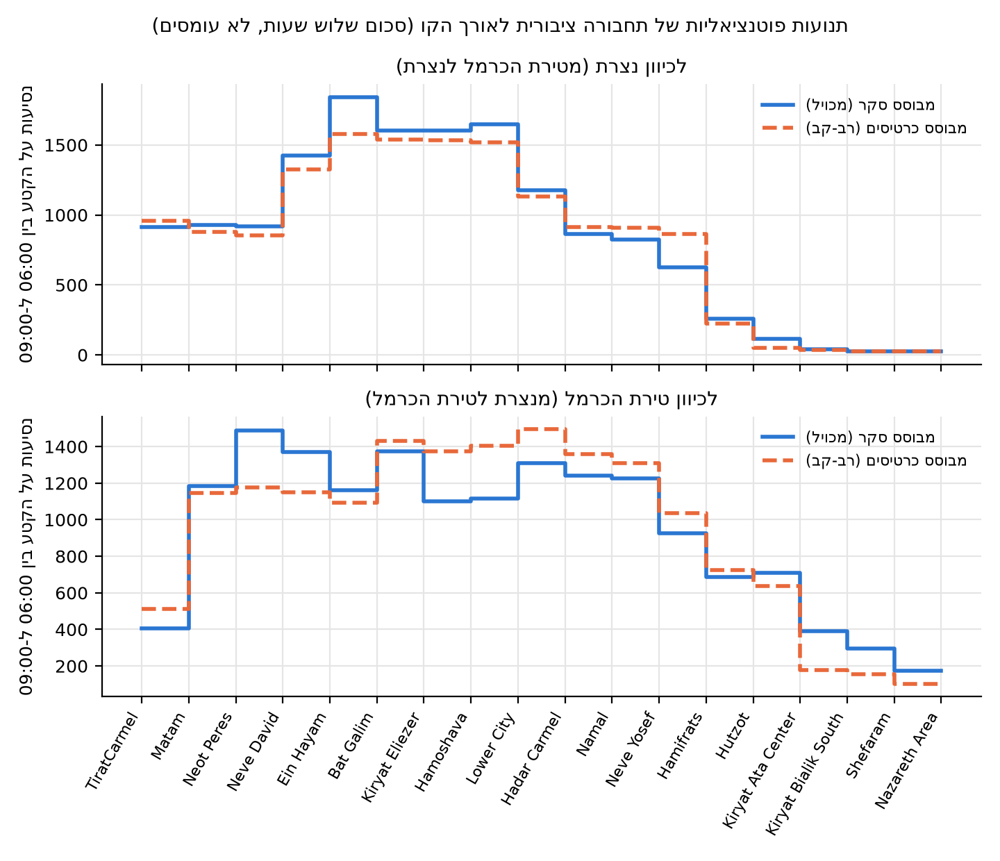 תנועות פוטנציאליות של תחבורה ציבורית לאורך הקו (סכום שלוש שעות, לא עומסים)
לכיוון נצרת (מטירת הכרמל לנצרת)
נסיעות על הקטע בין 06:00 ל-09:00
1500
1000
500
0
מבוסס סקר (מכויל)
מבוסס כרטיסים (רב-קב)
לכיוון טירת הכרמל (מנצרת לטירת הכרמל)
נסיעות על הקטע בין 06:00 ל-09:00
1400
1200
1000
800
600
400
200
מבוסס סקר (מכויל)
מבוסס כרטיסים (רב-קב)
TiratCarmel
Matam
Neot Peres
Neve David
Ein Hayam
Bat Galim
Kiryat Eliezer
Hamoshava
Lower City
Hadar Carmel
Namal
Neve Yosef
Hamifrats
Hutzot
Kiryat Ata Center
Kiryat Bialik South
Shefaram
Nazareth Area